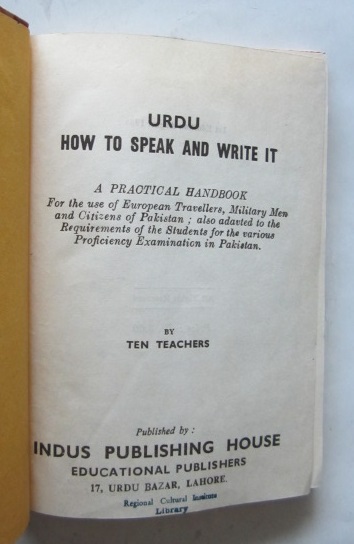 URDU
HOW TO SPEAK AND WRITE IT
A PRACTICAL HANDBOOK
For the use of European Travellers, Military Men
and Citizens of Pakistan ; also adavted to the
Requirements of the Students for the various
Proficiency Examination in Pakistan.
BY
TEN TEACHERS
Published by :
INDUS PUBLISHING HOUSE
EDUCATIONAL PUBLISHERS
17, URDU BAZAR, LAHORE.
Regional Cultural
Library